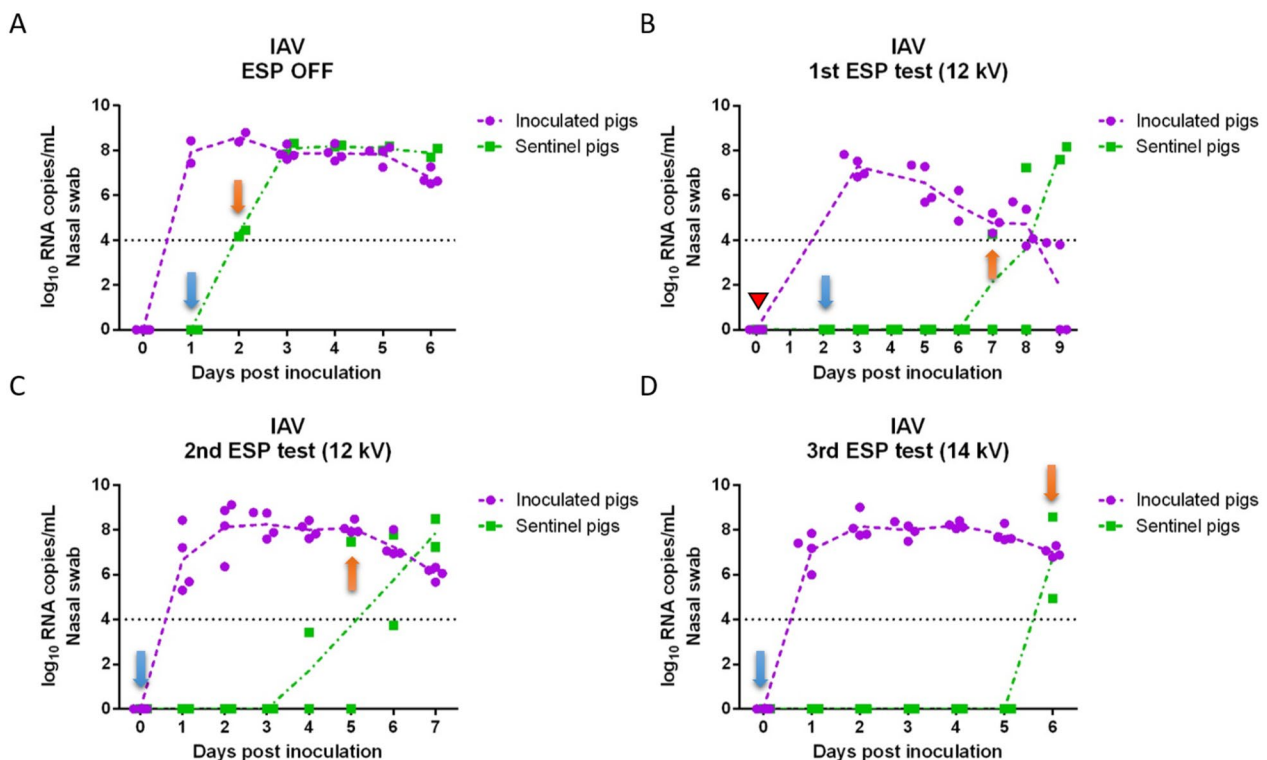 A
IAV
ESP OFF
log10 RNA copies/mL
Nasal swab
10
8
6
4
2
0
0 1 2 3 4 5 6
Days post inoculation
Inoculated pigs
Sentinel pigs
B
IAV
1st ESP test (12 kV)
log10 RNA copies/mL
Nasal swab
10
8
6
4
2
0
0 1 2 3 4 5 6 7 8 9
Days post inoculation
Inoculated pigs
Sentinel pigs
C
IAV
2nd ESP test (12 kV)
log10 RNA copies/mL
Nasal swab
10
8
6
4
2
0
0 1 2 3 4 5 6 7
Days post inoculation
Inoculated pigs
Sentinel pigs
D
IAV
3rd ESP test (14 kV)
log10 RNA copies/mL
Nasal swab
10
8
6
4
2
0
0 1 2 3 4 5 6
Days post inoculation
Inoculated pigs
Sentinel pigs